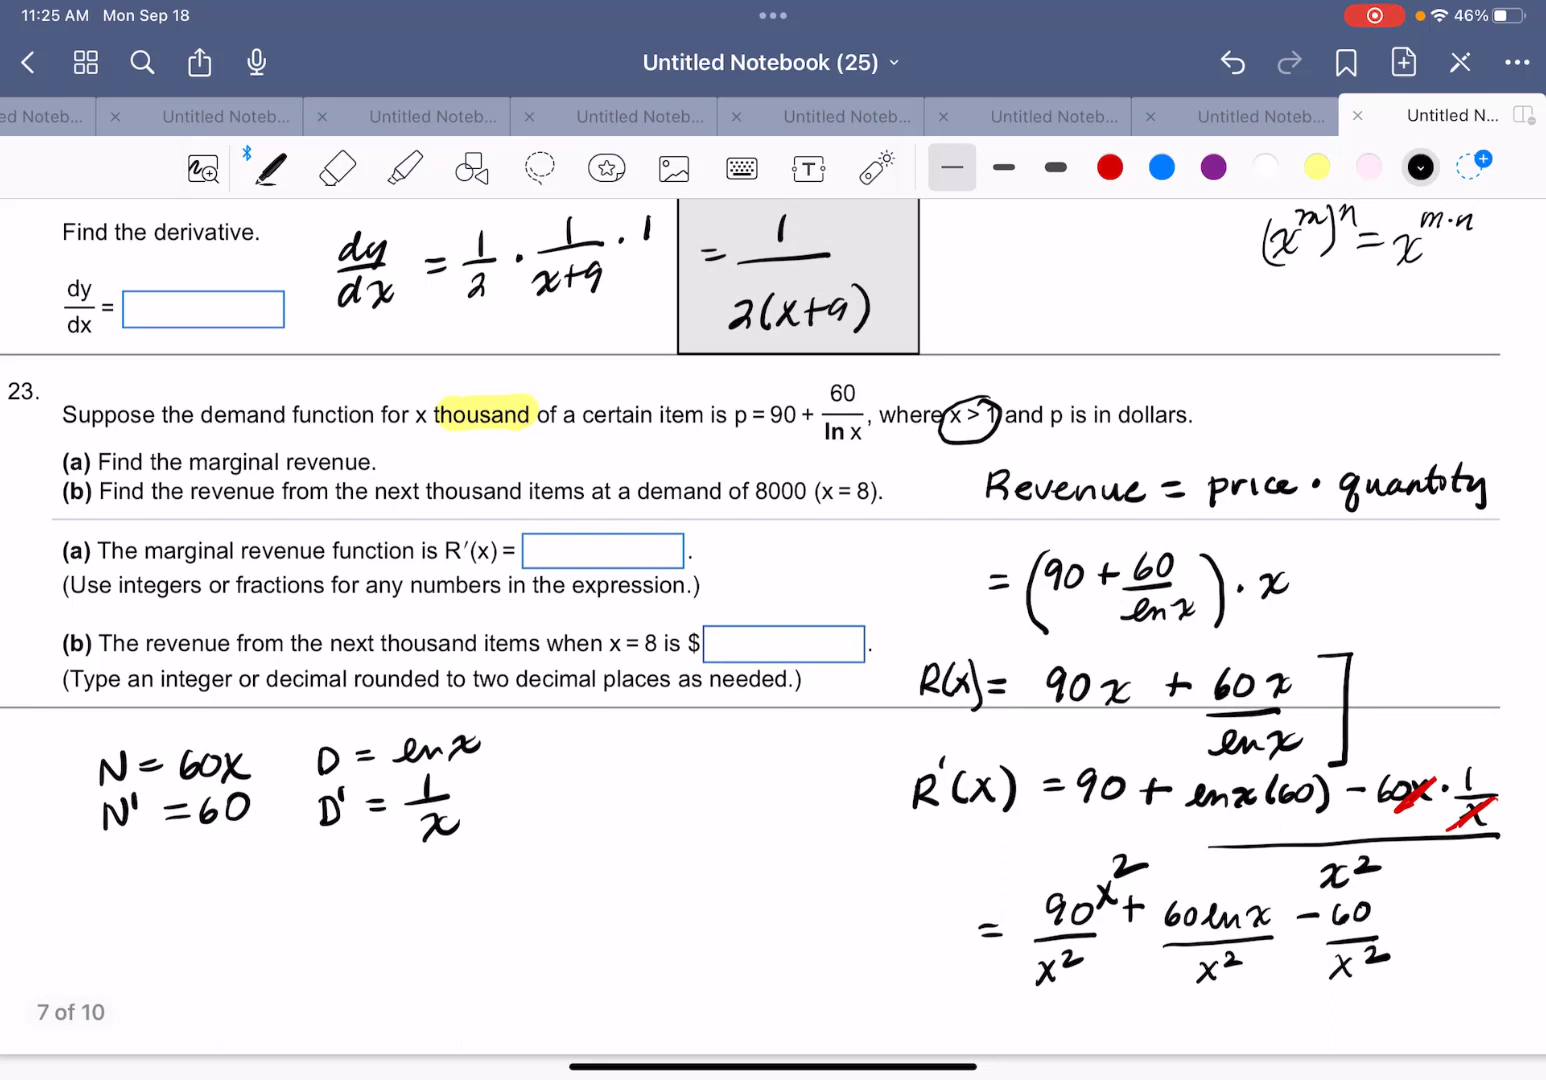 11:25 AM Mon Sep 18
46%
Untitled Notebook (25)
ed Noteb...
Untitled Noteb...
Untitled Noteb...
Untitled Noteb...
Untitled Noteb...
Untitled Noteb...
Untitled Noteb...
Untitled N...
T
Find the derivative.
dy/dx =
dy/dx = 1/2 · 1/(x+9) · 1 = 1/(2(x+9))
(x^m)^n = x^(m·n)
23.
Suppose the demand function for x thousand of a certain item is p = 90 + 60/ln x, where x > 1 and p is in dollars.
(a) Find the marginal revenue.
(b) Find the revenue from the next thousand items at a demand of 8000 (x = 8).
Revenue = price · quantity
(a) The marginal revenue function is R′(x) = .
(Use integers or fractions for any numbers in the expression.)
= (90 + 60/ln x) · x
(b) The revenue from the next thousand items when x = 8 is $ .
(Type an integer or decimal rounded to two decimal places as needed.)
R(x) = 90x + 60x/ln x ]
N = 60x D = ln x
N' = 60 D' = 1/x
R'(x) = 90 + (ln x (60) - 60x · 1/x)/x^2
= 90x^2/x^2 + 60 ln x/x^2 - 60/x^2
7 of 10